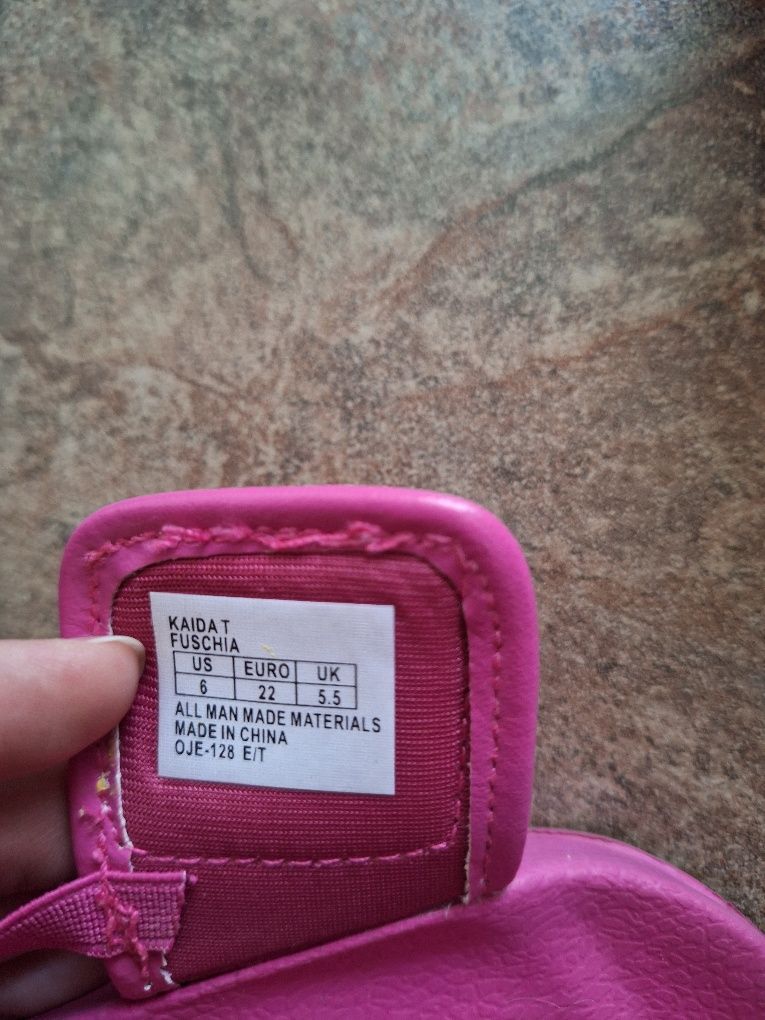 KAIDA T
FUSCHIA
US EURO UK
6 22 5.5
ALL MAN MADE MATERIALS
MADE IN CHINA
OJE-128 E/T